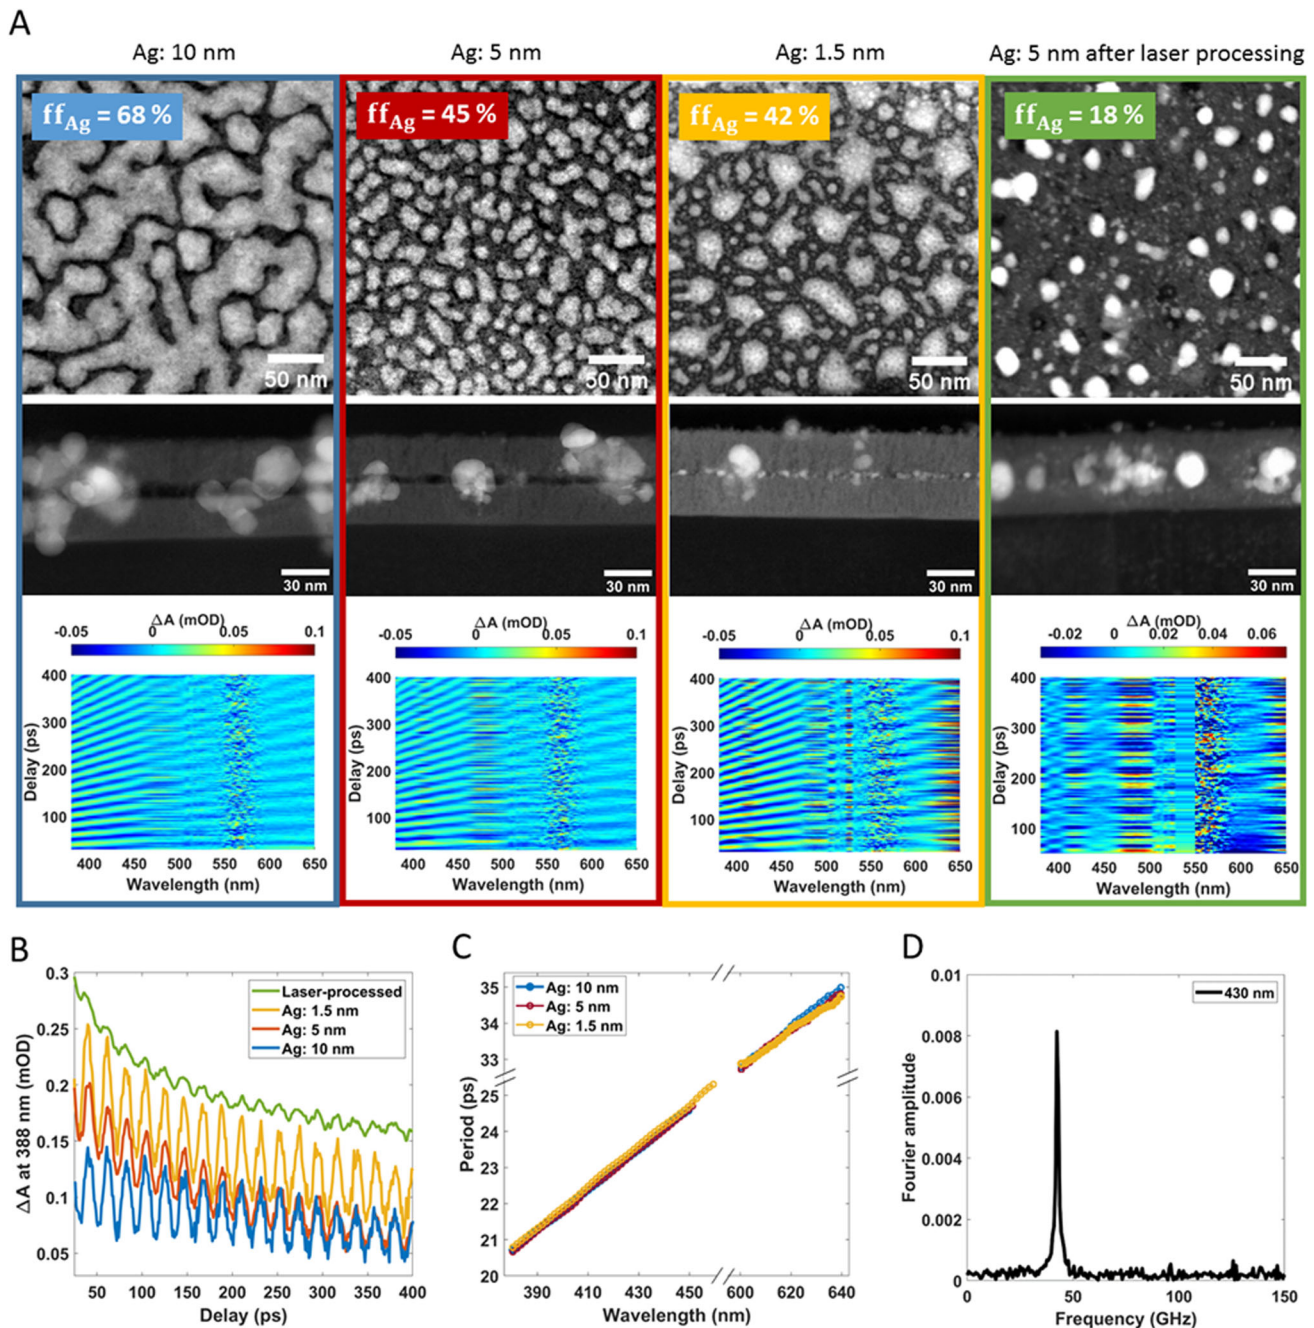 A
Ag: 10 nm
Ag: 5 nm
Ag: 1.5 nm
Ag: 5 nm after laser processing
ff_Ag = 68 %
ff_Ag = 45 %
ff_Ag = 42 %
ff_Ag = 18 %
50 nm
50 nm
50 nm
50 nm
30 nm
30 nm
30 nm
30 nm
ΔA (mOD)
-0.05 0 0.05 0.1
ΔA (mOD)
-0.05 0 0.05 0.1
ΔA (mOD)
-0.05 0 0.05 0.1
ΔA (mOD)
-0.02 0 0.02 0.04 0.06
Delay (ps)
400
300
200
100
400 450 500 550 600 650
Wavelength (nm)
Delay (ps)
400
300
200
100
400 450 500 550 600 650
Wavelength (nm)
Delay (ps)
400
300
200
100
400 450 500 550 600 650
Wavelength (nm)
Delay (ps)
400
300
200
100
400 450 500 550 600 650
Wavelength (nm)
B
ΔA at 388 nm (mOD)
0.3
0.25
0.2
0.15
0.1
0.05
Laser-processed
Ag: 1.5 nm
Ag: 5 nm
Ag: 10 nm
50 100 150 200 250 300 350 400
Delay (ps)
C
Period (ps)
35
34
33
25
24
23
22
21
20
Ag: 10 nm
Ag: 5 nm
Ag: 1.5 nm
390 410 430 450 600 620 640
Wavelength (nm)
D
Fourier amplitude
0.01
0.008
0.006
0.004
0.002
0
430 nm
0 50 100 150
Frequency (GHz)